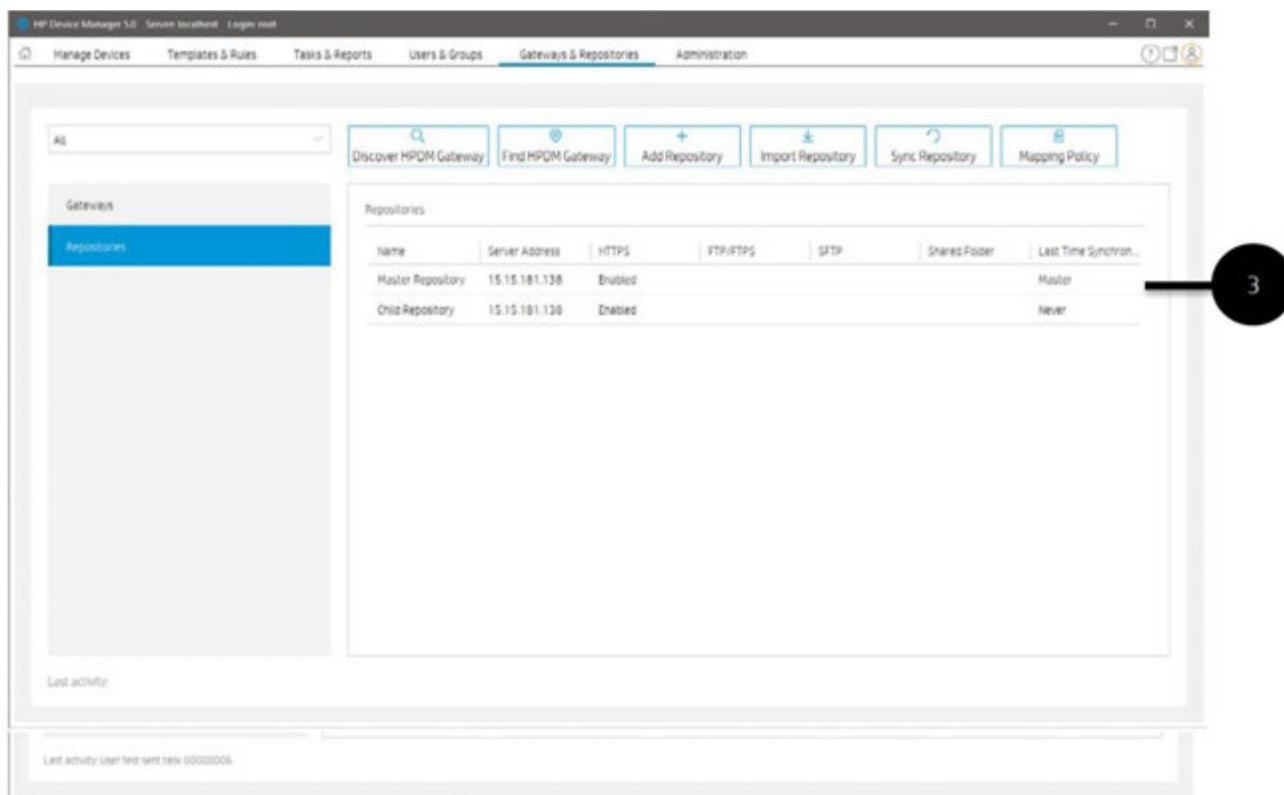 HP Device Manager 5.0 Server localhost Login root
Manage Devices Templates & Rules Tasks & Reports Users & Groups Gateways & Repositories Administration
All
Discover HPDM Gateway Find HPDM Gateway Add Repository Import Repository Sync Repository Mapping Policy
Gateways
Repositories
Repositories
Name Server Address HTTPS FTP/FTPS SFTP Shared Folder Last Time Synchron...
Master Repository 15.15.181.138 Enabled Master
Child Repository 15.15.181.138 Enabled Never
3
Last activity:
Last activity: User test sent task 00000006.